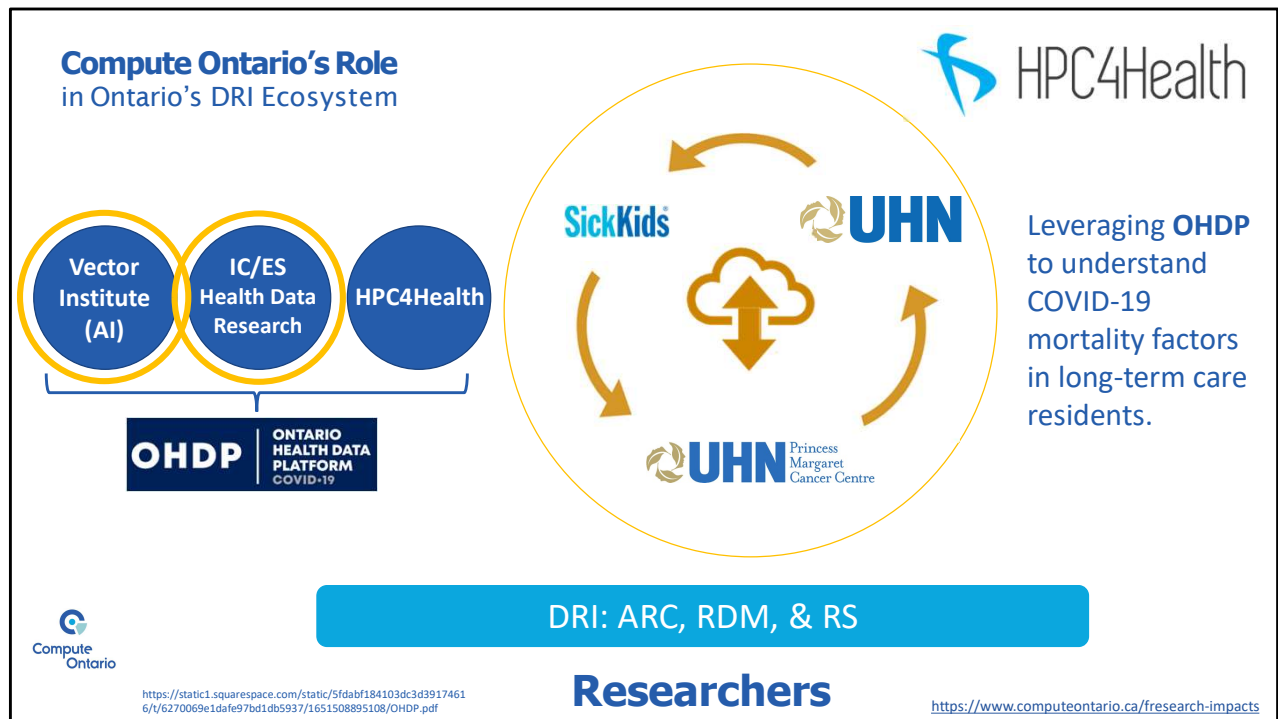 Compute Ontario's Role
in Ontario's DRI Ecosystem
HPC4Health
Vector
Institute
(AI)
IC/ES
Health Data
Research
HPC4Health
OHDP
ONTARIO
HEALTH DATA
PLATFORM
COVID-19
SickKids
UHN
UHN
Princess
Margaret
Cancer Centre
Leveraging OHDP
to understand
COVID-19
mortality factors
in long-term care
residents.
DRI: ARC, RDM, & RS
Compute
Ontario
https://static1.squarespace.com/static/5fdabf184103dc3d3917461
6/t/6270069e1dafe97bd1db5937/1651508895108/OHDP.pdf
Researchers
https://www.computeontario.ca/fresearch-impacts